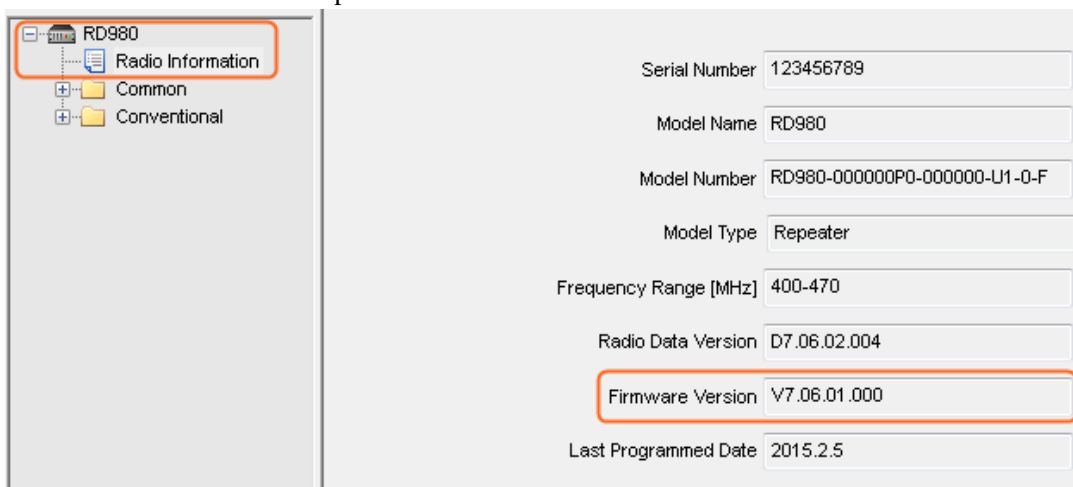 RD980
Radio Information
Common
Conventional
Serial Number 123456789
Model Name RD980
Model Number RD980-000000P0-000000-U1-0-F
Model Type Repeater
Frequency Range [MHz] 400-470
Radio Data Version D7.06.02.004
Firmware Version V7.06.01.000
Last Programmed Date 2015.2.5